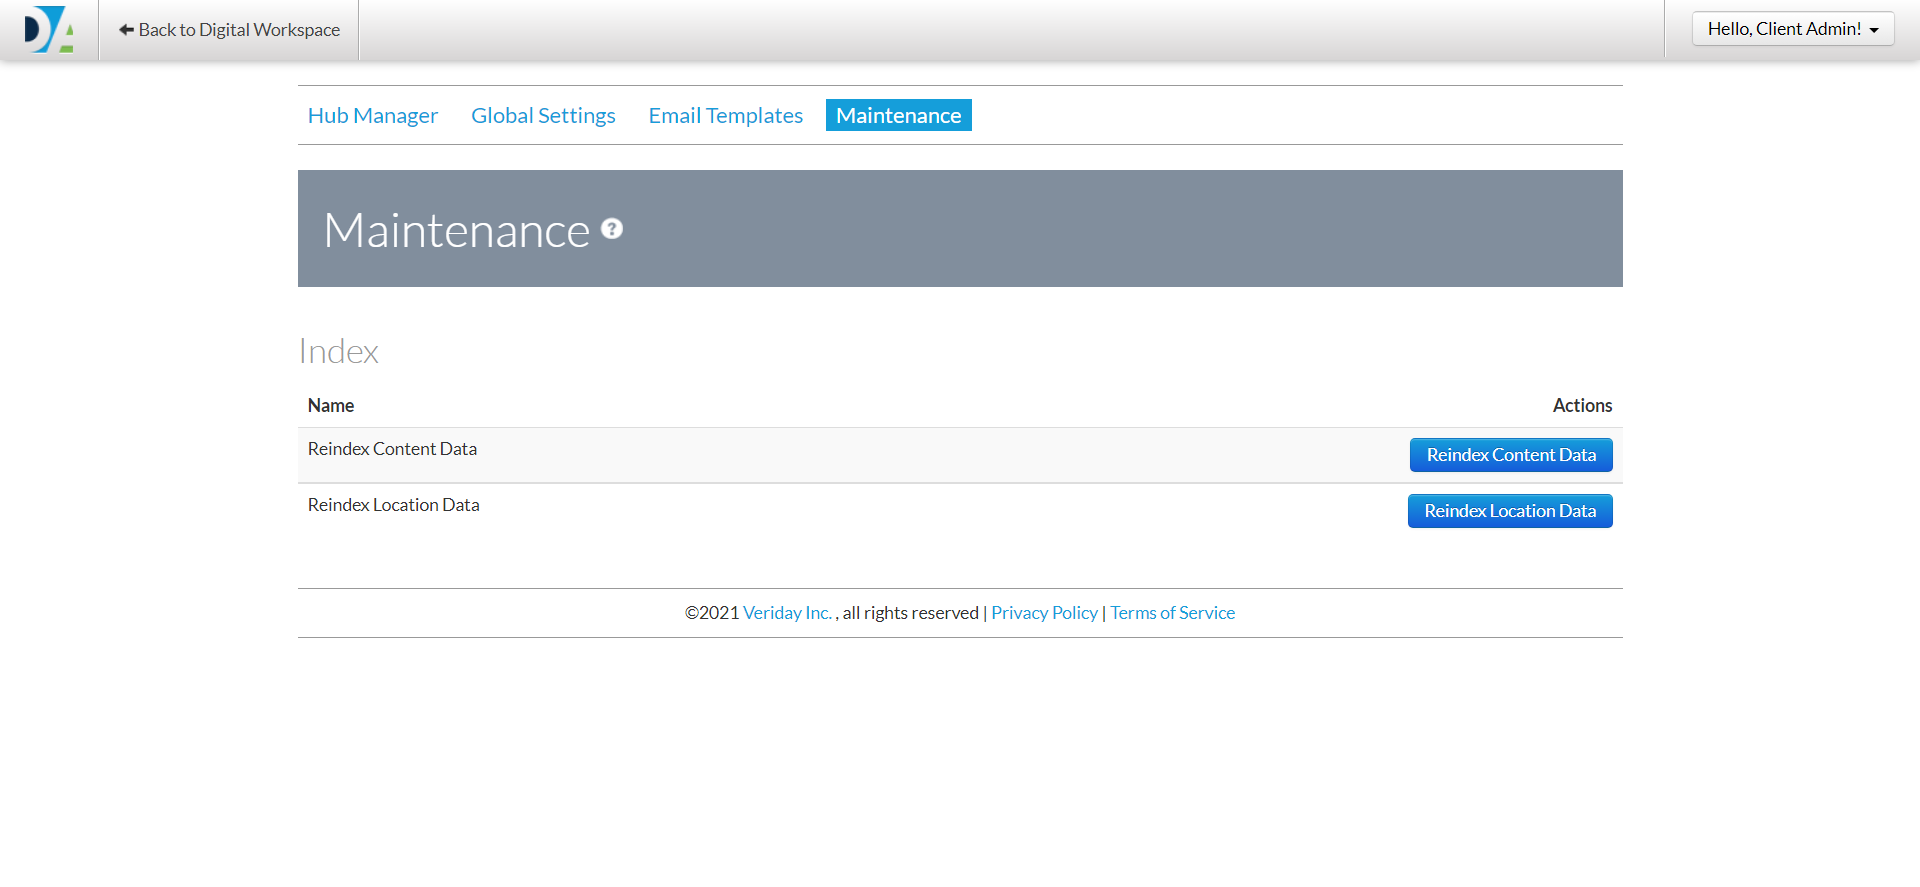 Back to Digital Workspace
Hello, Client Admin!
Hub Manager Global Settings Email Templates Maintenance
Maintenance ?
Index
Name Actions
Reindex Content Data Reindex Content Data
Reindex Location Data Reindex Location Data
©2021 Veriday Inc. , all rights reserved | Privacy Policy | Terms of Service